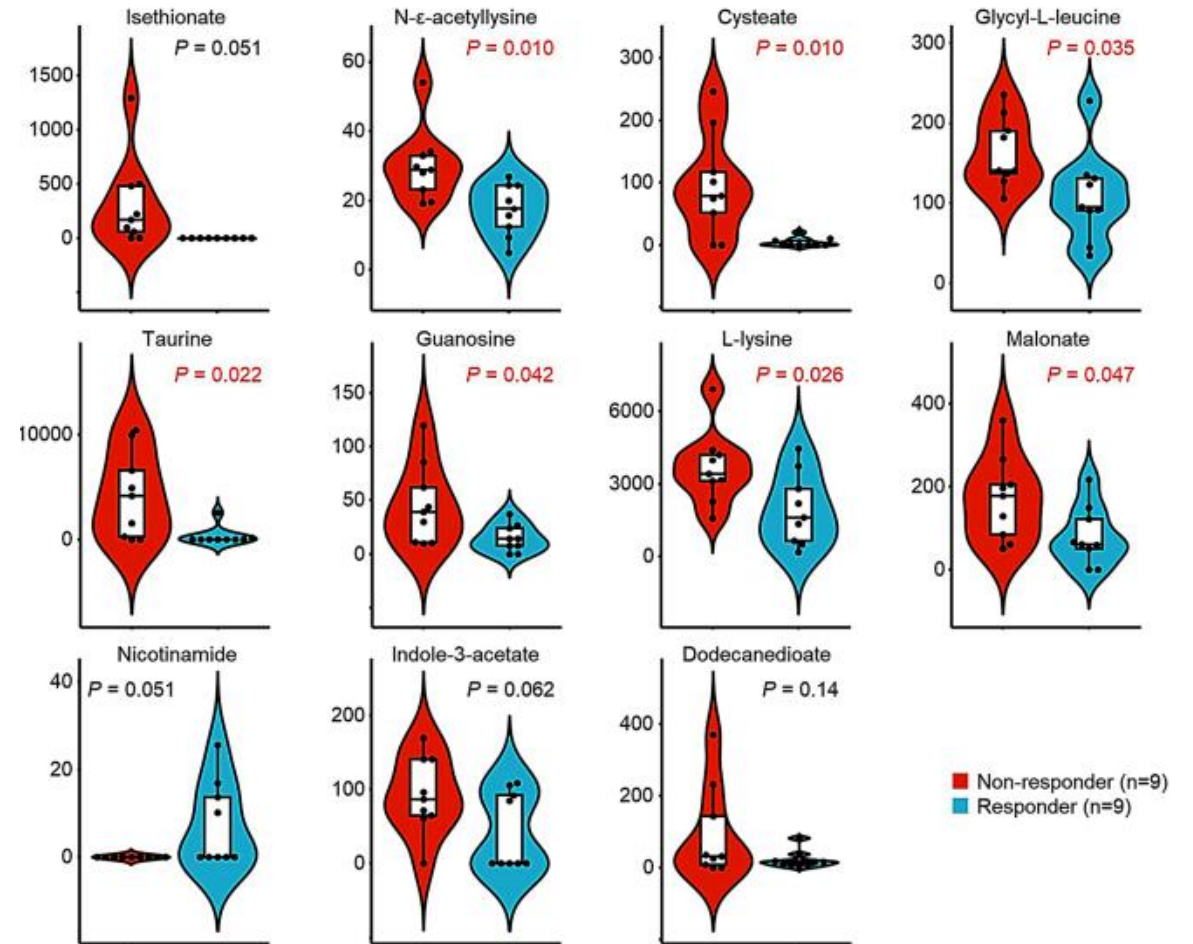 Isethionate
P = 0.051
1500
1000
500
0
N-ε-acetyllysine
P = 0.010
60
40
20
0
Cysteate
P = 0.010
300
200
100
0
Glycyl-L-leucine
P = 0.035
300
200
100
0
Taurine
P = 0.022
10000
0
Guanosine
P = 0.042
150
100
50
0
L-lysine
P = 0.026
6000
3000
0
Malonate
P = 0.047
400
200
0
Nicotinamide
P = 0.051
40
20
0
Indole-3-acetate
P = 0.062
200
100
0
Dodecanedioate
P = 0.14
400
200
0
Non-responder (n=9)
Responder (n=9)